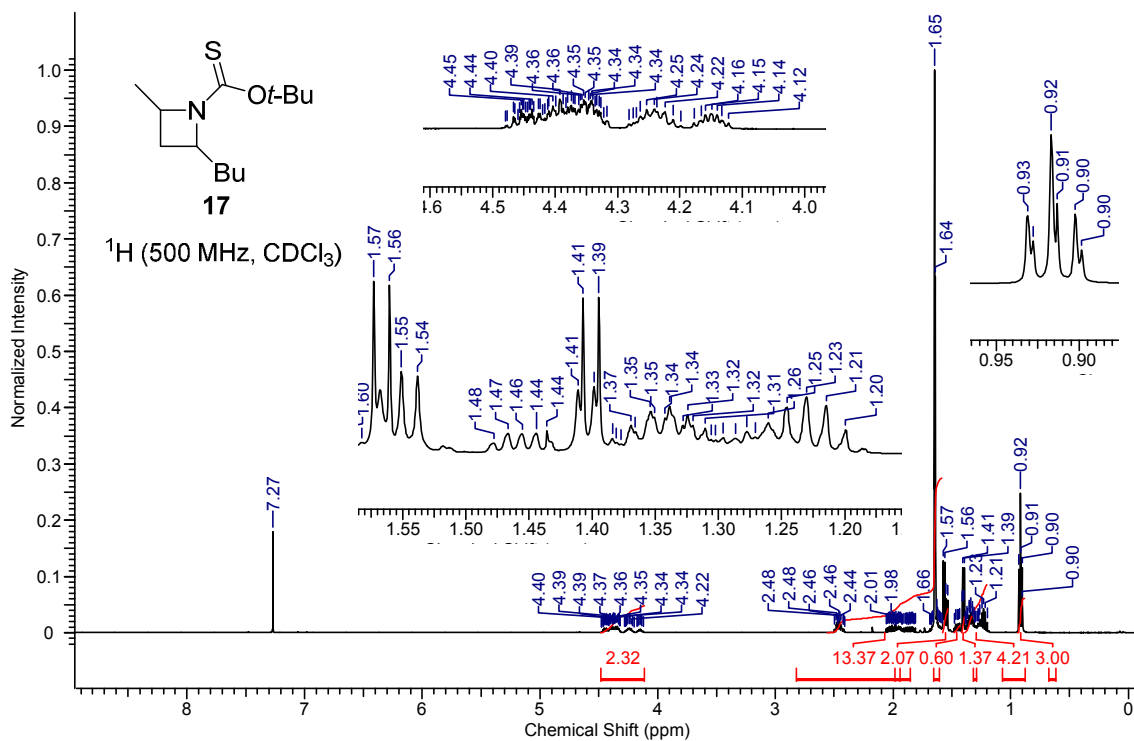 S
N
Ot-Bu
Bu
17
¹H (500 MHz, CDCl₃)
4.45 4.44 4.40 4.39 4.36 4.36 4.35 4.35 4.34 4.34 4.34 4.25 4.24 4.22 4.16 4.15 4.14 4.12
4.6 4.5 4.4 4.3 4.2 4.1 4.0
1.65
1.64
0.93 0.92 0.91 0.90 0.90
0.95 0.90
1.60 1.57 1.56 1.55 1.54 1.48 1.47 1.46 1.44 1.44 1.41 1.41 1.39 1.37 1.35 1.35 1.34 1.34 1.33 1.32 1.32 1.31 1.26 1.25 1.23 1.21 1.20
1.55 1.50 1.45 1.40 1.35 1.30 1.25 1.20
Normalized Intensity
1.0
0.9
0.8
0.7
0.6
0.5
0.4
0.3
0.2
0.1
0
7.27
4.40 4.39 4.39 4.37 4.36 4.35 4.34 4.34 4.22
2.48 2.48 2.46 2.46 2.44 2.01 1.98 1.66 1.57 1.56 1.41 1.39 1.23 1.21 0.92 0.91 0.90 0.90
2.32 13.37 2.07 0.60 1.37 4.21 3.00
8 7 6 5 4 3 2 1 0
Chemical Shift (ppm)